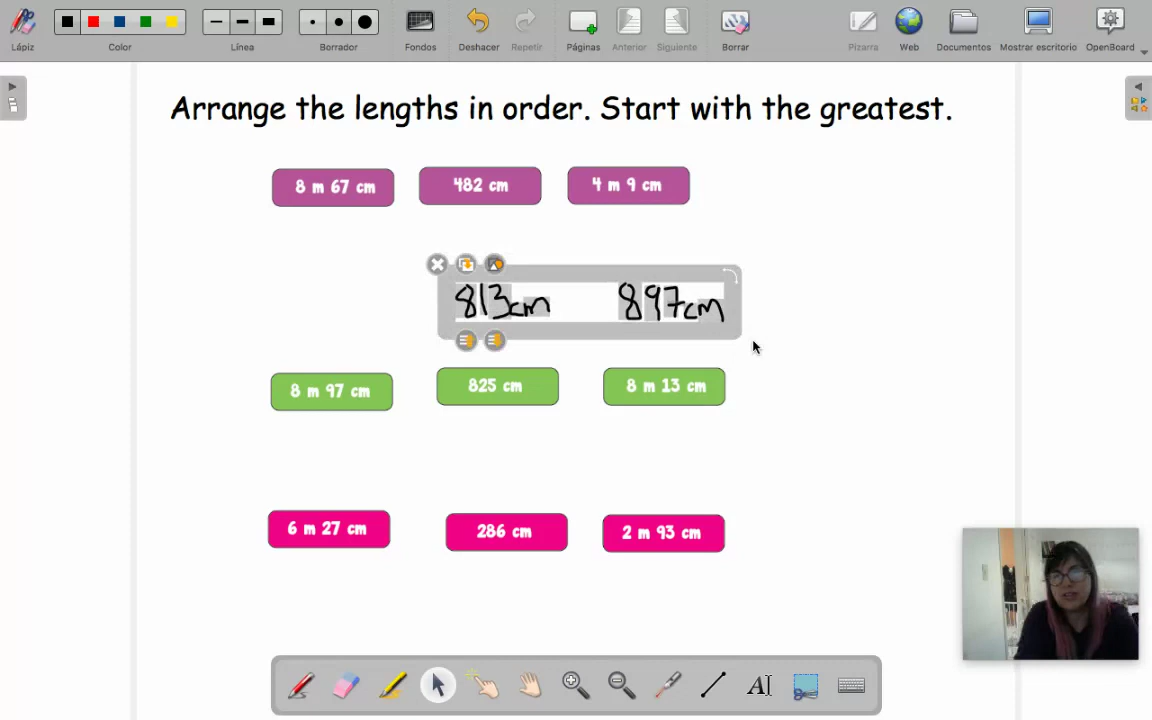 Lápiz Color Línea Borrador Fondos Deshacer Repetir Páginas Anterior Siguiente Borrar Pizarra Web Documentos Mostrar escritorio OpenBoard
Arrange the lengths in order. Start with the greatest.
8 m 67 cm 482 cm 4 m 9 cm
813cm 897cm
8 m 97 cm 825 cm 8 m 13 cm
6 m 27 cm 286 cm 2 m 93 cm